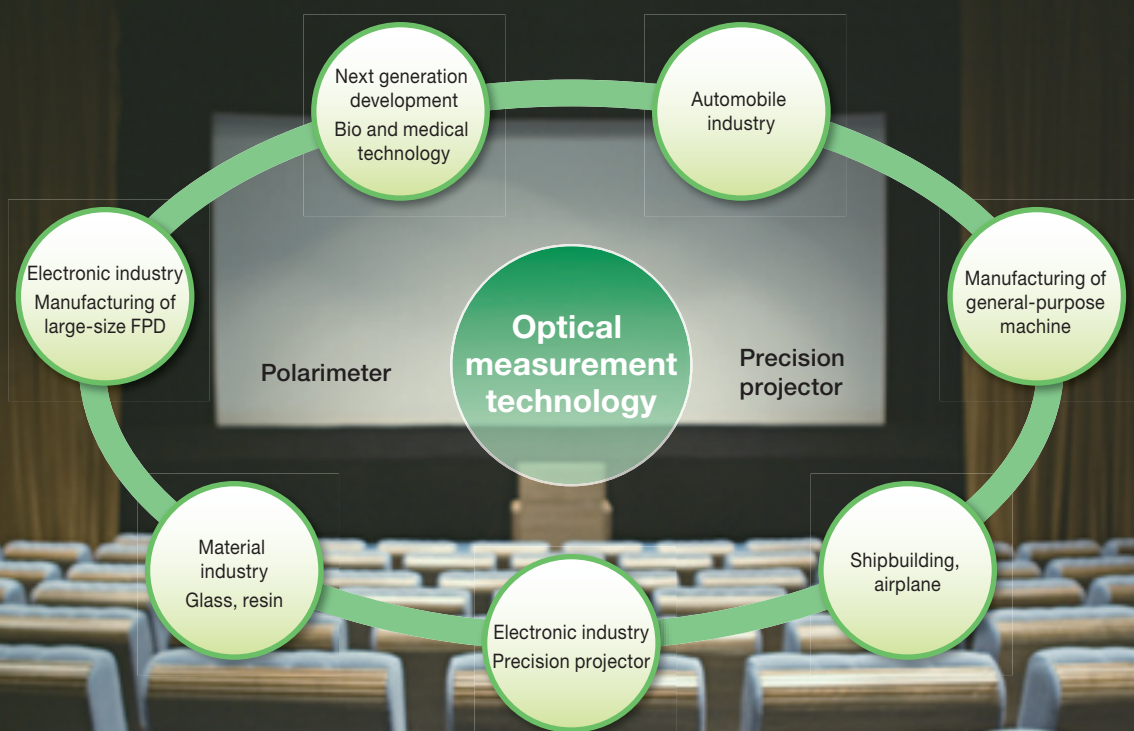 Next generation
development
Bio and medical
technology
Automobile
industry
Electronic industry
Manufacturing of
large-size FPD
Manufacturing of
general-purpose
machine
Polarimeter
Optical
measurement
technology
Precision
projector
Material
industry
Glass, resin
Electronic industry
Precision projector
Shipbuilding,
airplane